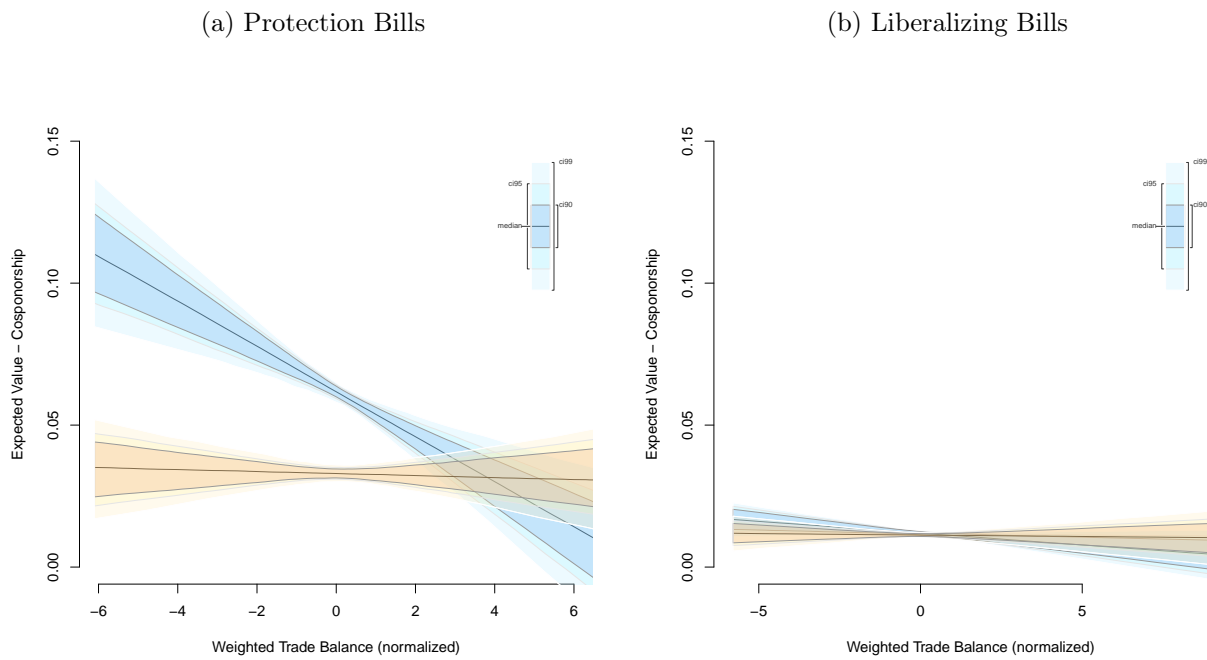 (a) Protection Bills
(b) Liberalizing Bills
Expected Value − Cosponorship
0.15
0.10
0.05
0.00
ci99
ci95
ci90
median
−6
−4
−2
0
2
4
6
Weighted Trade Balance (normalized)
Expected Value − Cosponorship
0.15
0.10
0.05
0.00
ci99
ci95
ci90
median
−5
0
5
Weighted Trade Balance (normalized)